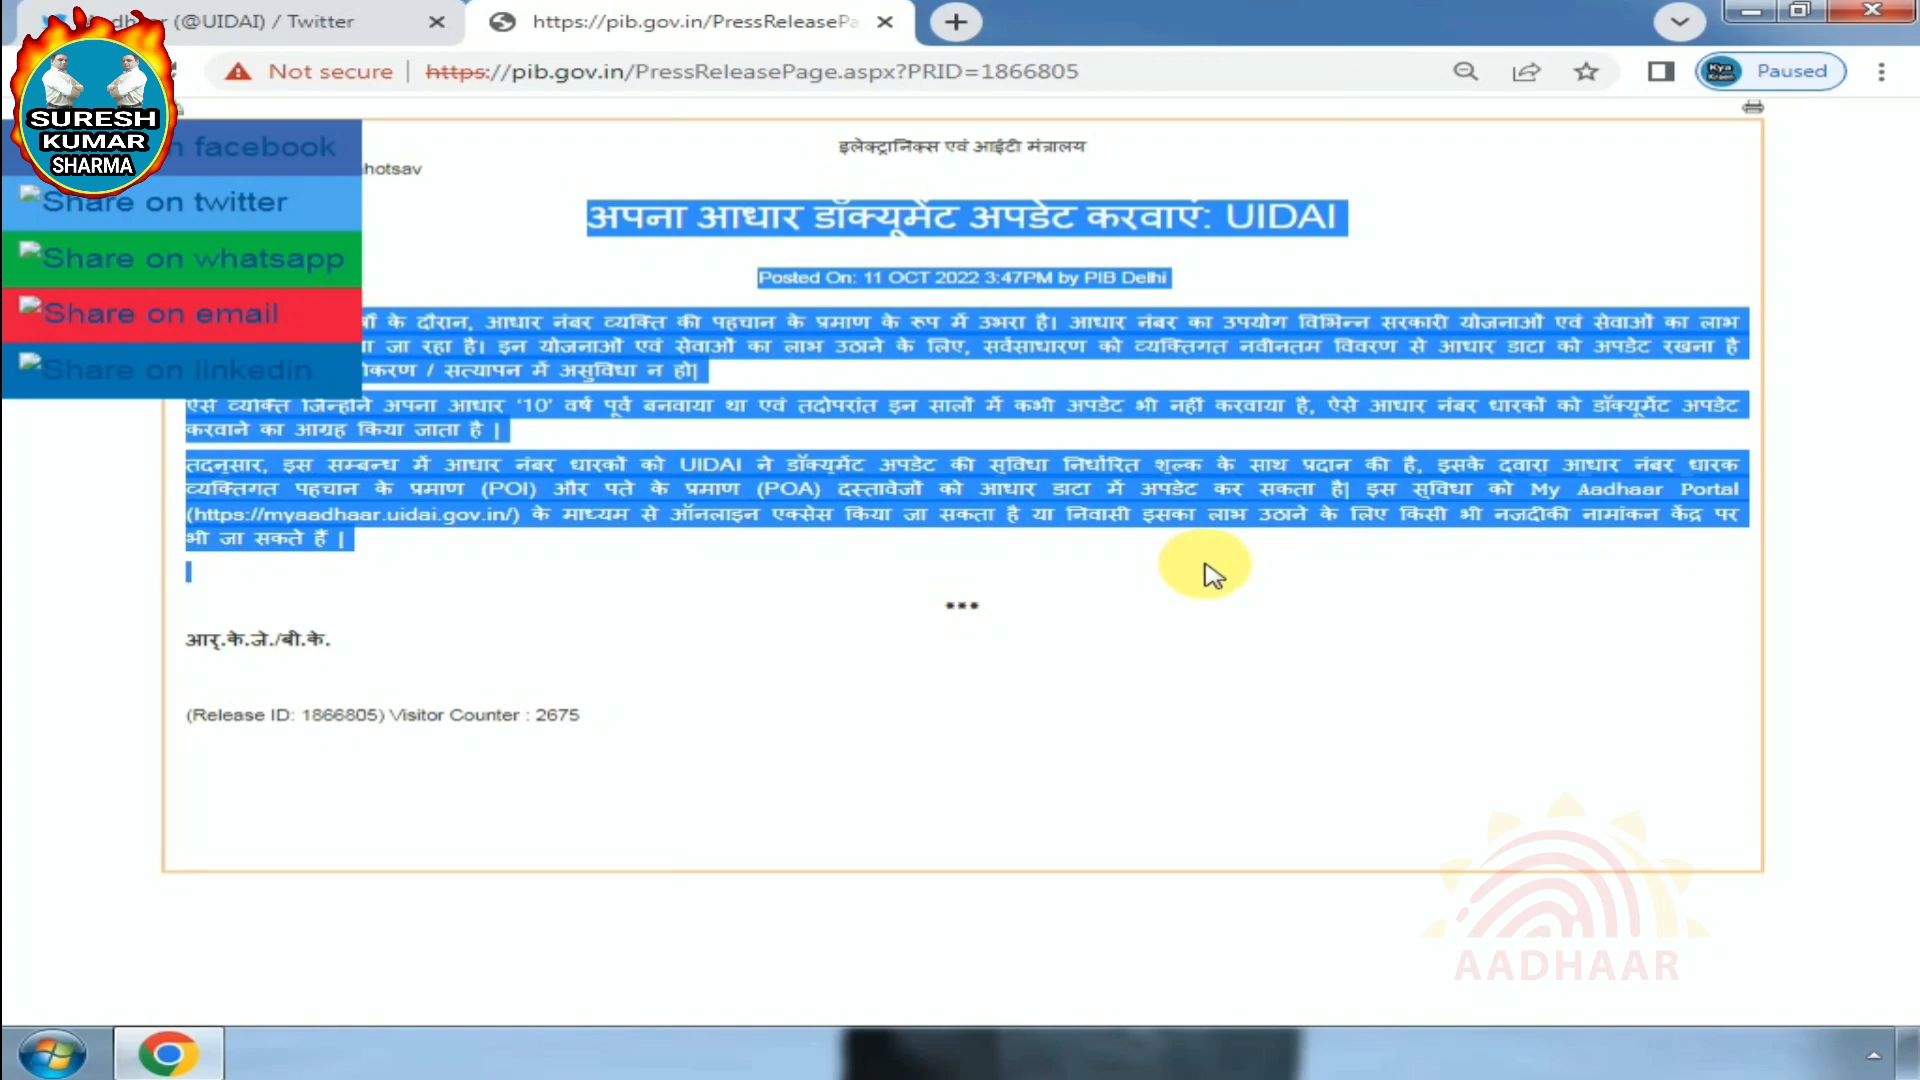 (@UIDAI) / Twitter
https://pib.gov.in/PressReleasePa
Not secure
https://pib.gov.in/PressReleasePage.aspx?PRID=1866805
Paused
SURESH
KUMAR
SHARMA
facebook
Share on twitter
Share on whatsapp
Share on email
Share on linkedin
इलेक्ट्रानिक्स एवं आईटी मंत्रालय
hotsav
अपना आधार डॉक्यूमेंट अपडेट करवाएं: UIDAI
Posted On: 11 OCT 2022 3:47PM by PIB Delhi
के दौरान, आधार नंबर व्यक्ति की पहचान के प्रमाण के रूप में उभरा है। आधार नंबर का उपयोग विभिन्न सरकारी योजनाओं एवं सेवाओं का लाभ
जा रहा है। इन योजनाओं एवं सेवाओं का लाभ उठाने के लिए, सर्वसाधारण को व्यक्तिगत नवीनतम विवरण से आधार डाटा को अपडेट रखना है
/ सत्यापन में असुविधा न हो|
ऐसे व्यक्ति जिन्होंने अपना आधार ‘10’ वर्ष पूर्व बनवाया था एवं तदोपरांत इन सालों में कभी अपडेट भी नहीं करवाया है, ऐसे आधार नंबर धारकों को डॉक्यूमेंट अपडेट
करवाने का आग्रह किया जाता है |
तदनुसार, इस सम्बन्ध में आधार नंबर धारकों को UIDAI ने डॉक्यूमेंट अपडेट की सुविधा निर्धारित शुल्क के साथ प्रदान की है, इसके दवारा आधार नंबर धारक
व्यक्तिगत पहचान के प्रमाण (POI) और पते के प्रमाण (POA) दस्तावेजों को आधार डाटा में अपडेट कर सकता है| इस सुविधा को My Aadhaar Portal
(https://myaadhaar.uidai.gov.in/) के माध्यम से ऑनलाइन एक्सेस किया जा सकता है या निवासी इसका लाभ उठाने के लिए किसी भी नजदीकी नामांकन केंद्र पर
भी जा सकते हैं |
***
आर.के.जे./बी.के.
(Release ID: 1866805) Visitor Counter : 2675
AADHAAR